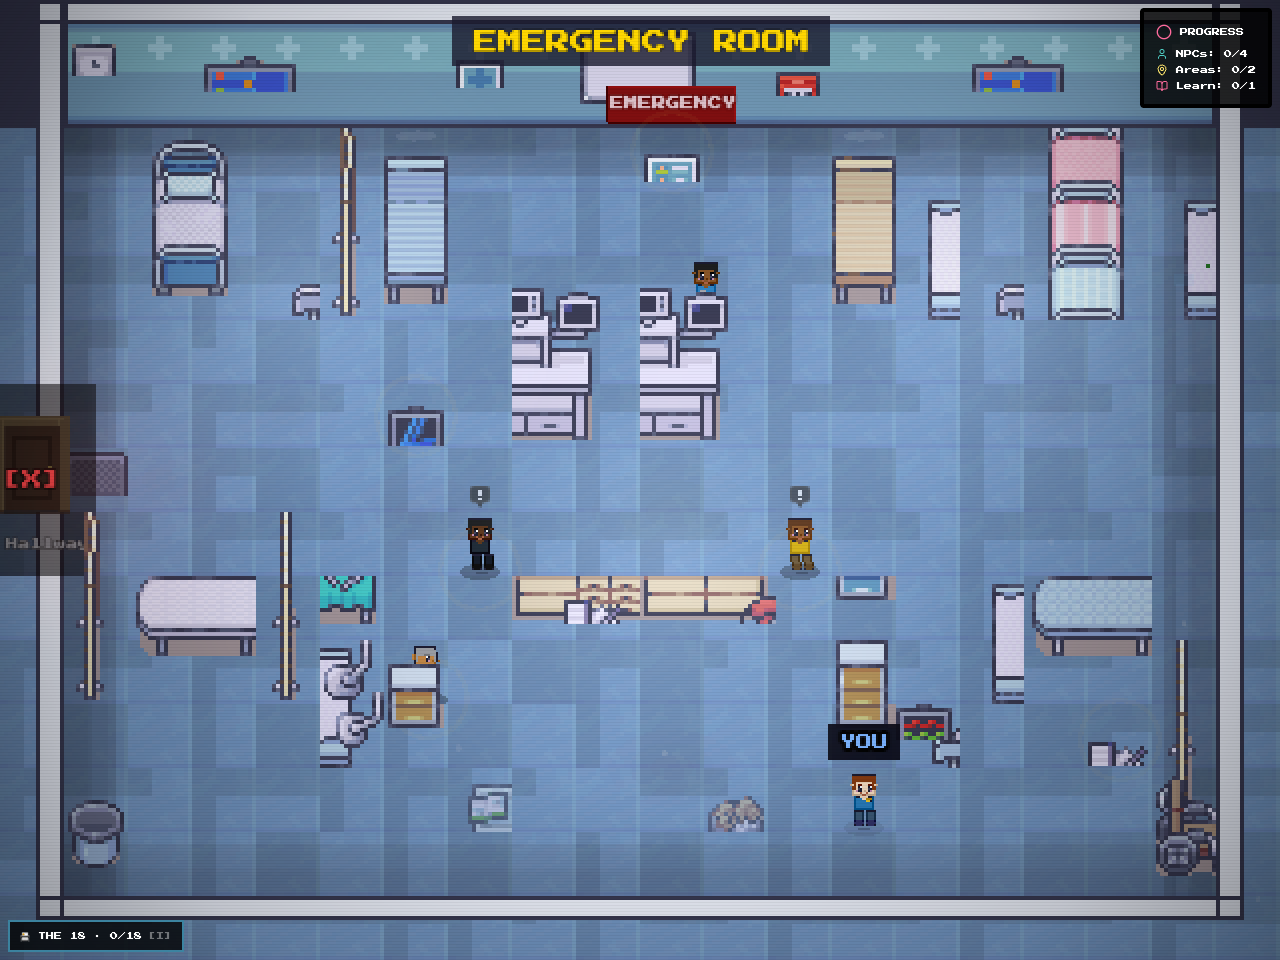 EMERGENCY ROOM
PROGRESS
NPCs: 0/4
Areas: 0/2
Learn: 0/1
EMERGENCY
!
!
[X]
Hallway
YOU
THE 18 · 0/18 [I]